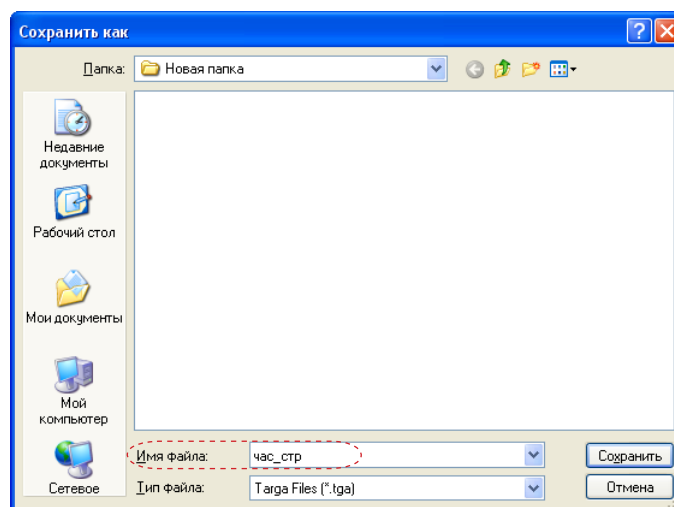 Сохранить как
Папка: Новая папка
Недавние документы
Рабочий стол
Мои документы
Мой компьютер
Сетевое
Имя файла: час_стр Сохранить
Тип файла: Targa Files (*.tga) Отмена